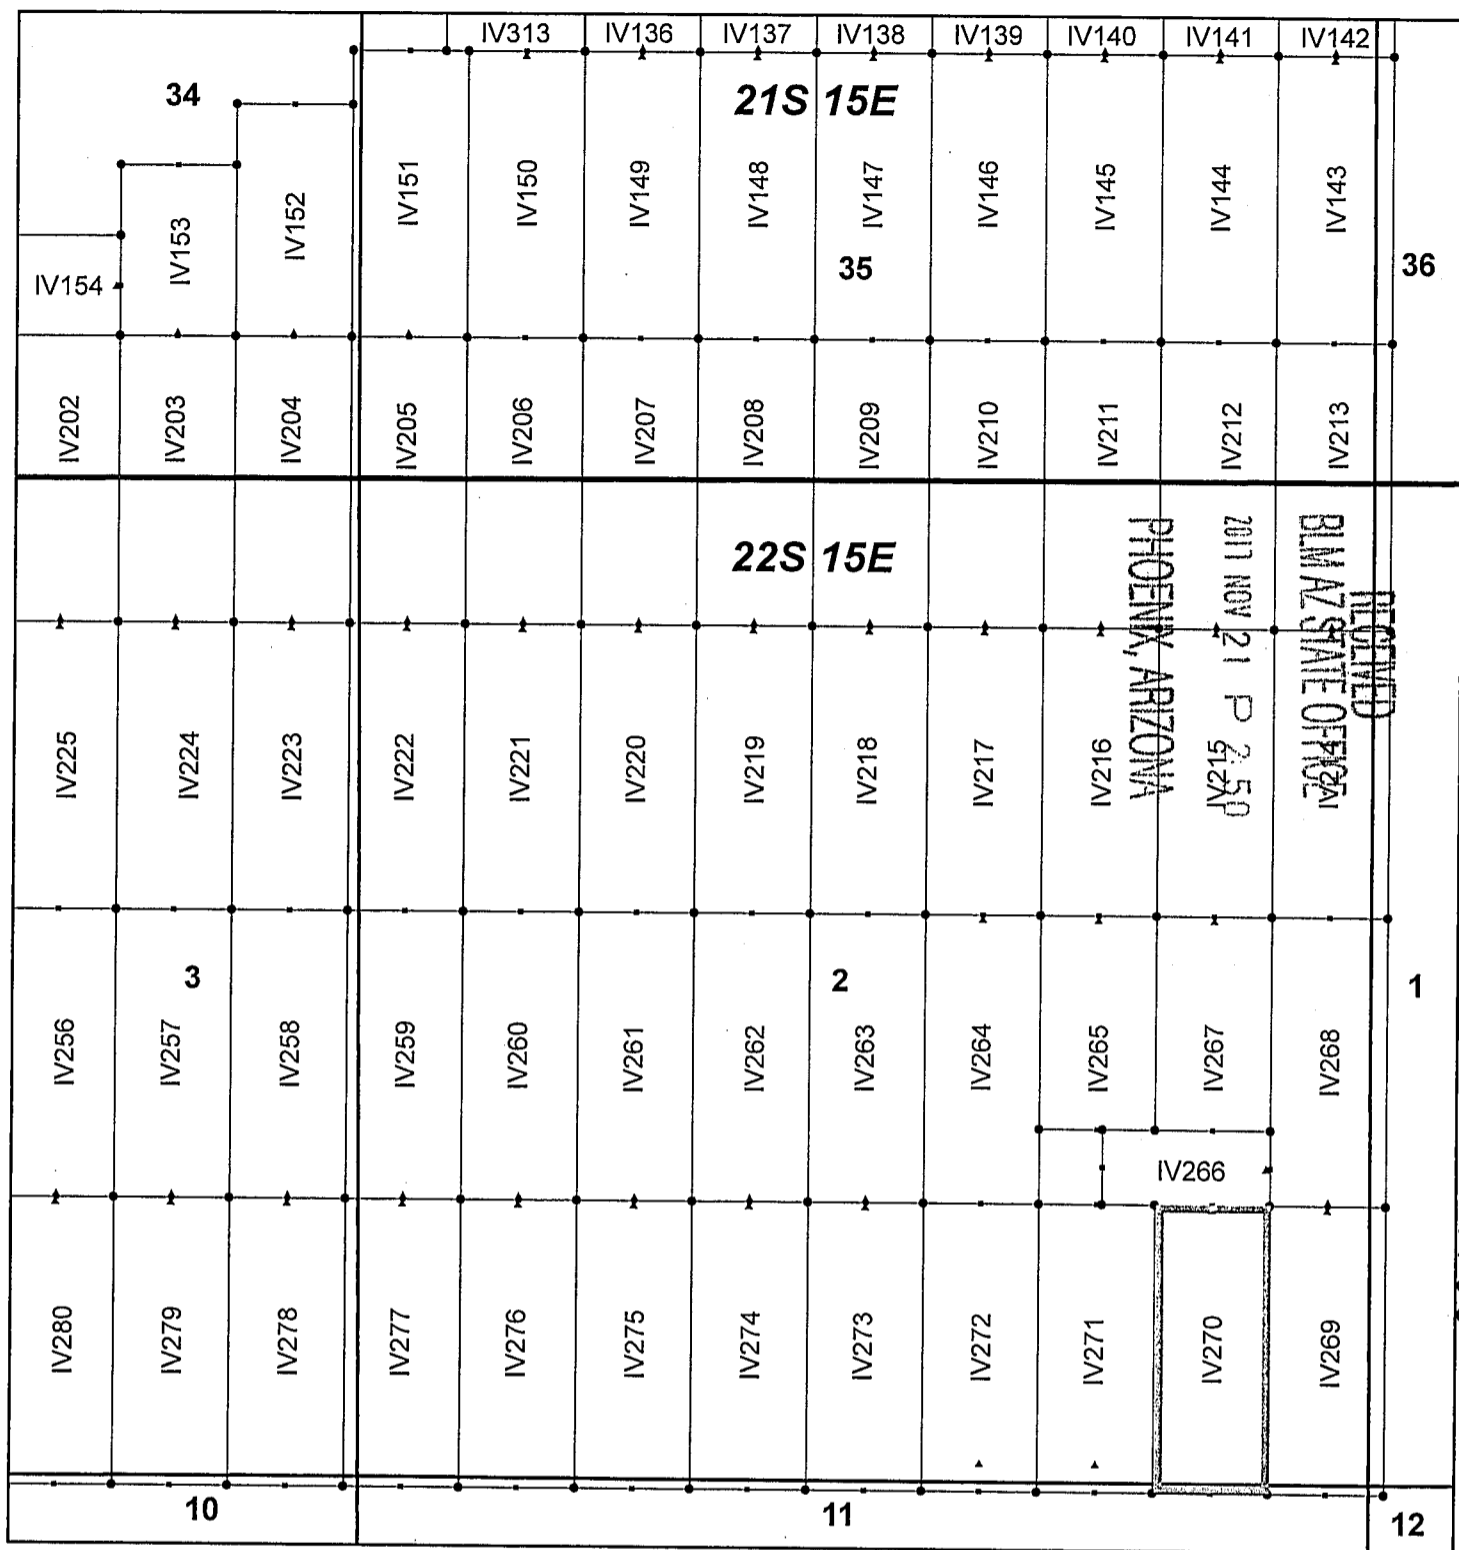 IV313 IV136 IV137 IV138 IV139 IV140 IV141 IV142
34
21S 15E
IV154 IV153 IV152 IV151 IV150 IV149 IV148 IV147 IV146 IV145 IV144 IV143
35
36
IV202 IV203 IV204 IV205 IV206 IV207 IV208 IV209 IV210 IV211 IV212 IV213
22S 15E
RECEIVED
BLM AZ STATE OFFICE
2017 NOV 21 P 2:50
PHOENIX, ARIZONA
IV225 IV224 IV223 IV222 IV221 IV220 IV219 IV218 IV217 IV216 IV215 IV214
3
2
1
IV256 IV257 IV258 IV259 IV260 IV261 IV262 IV263 IV264 IV265 IV267 IV268
IV266
IV280 IV279 IV278 IV277 IV276 IV275 IV274 IV273 IV272 IV271 IV270 IV269
10
11
12